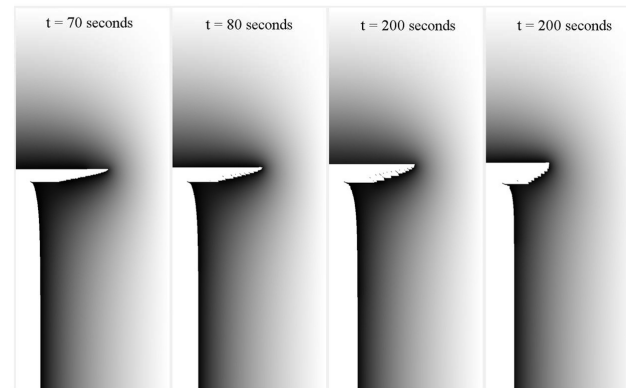 t = 70 seconds
t = 80 seconds
t = 200 seconds
t = 200 seconds